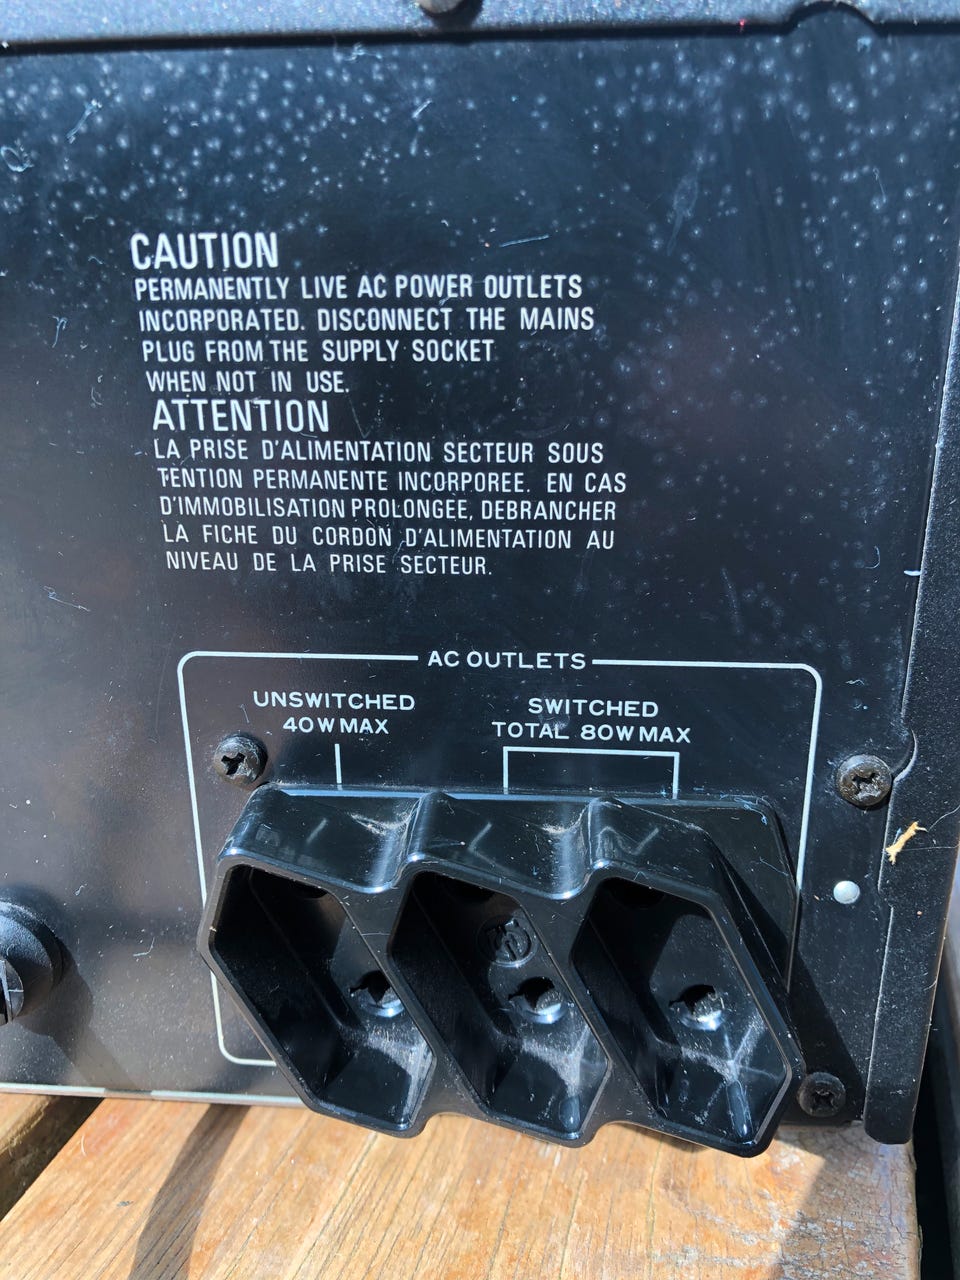 CAUTION
PERMANENTLY LIVE AC POWER OUTLETS
INCORPORATED. DISCONNECT THE MAINS
PLUG FROM THE SUPPLY SOCKET
WHEN NOT IN USE.
ATTENTION
LA PRISE D'ALIMENTATION SECTEUR SOUS
TENTION PERMANENTE INCORPOREE. EN CAS
D'IMMOBILISATION PROLONGEE, DEBRANCHER
LA FICHE DU CORDON D'ALIMENTATION AU
NIVEAU DE LA PRISE SECTEUR.
AC OUTLETS
UNSWITCHED
40W MAX
SWITCHED
TOTAL 80W MAX